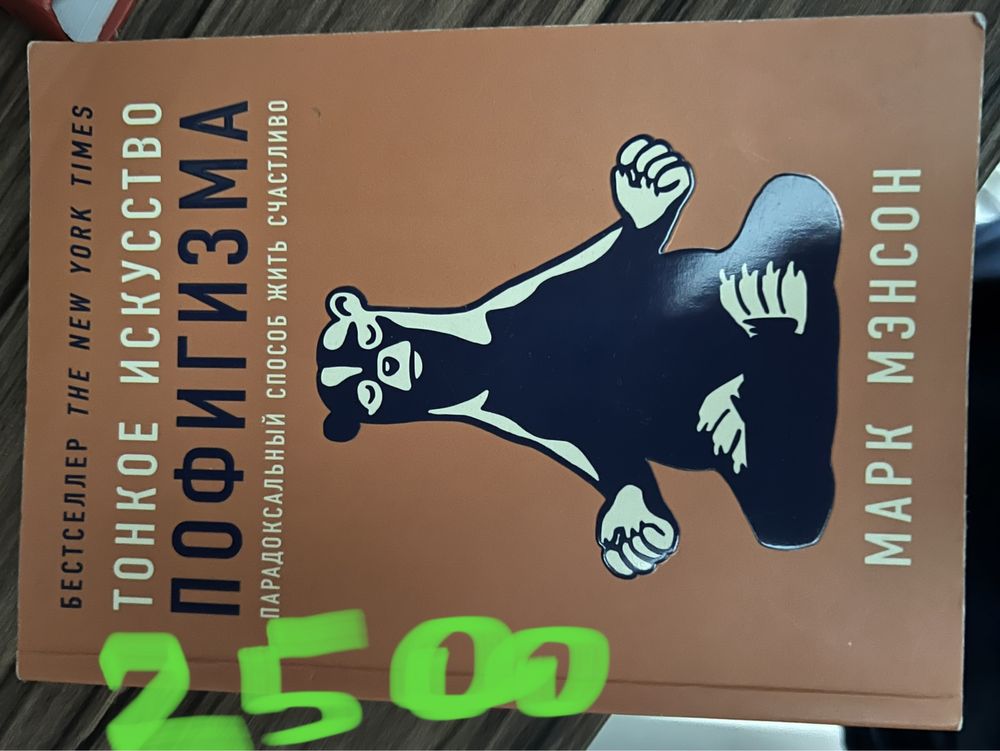 БЕСТСЕЛЛЕР THE NEW YORK TIMES
ТОНКОЕ ИСКУССТВО
ПОФИГИЗМА
ПАРАДОКСАЛЬНЫЙ СПОСОБ ЖИТЬ СЧАСТЛИВО
МАРК МЭНСОН
2500